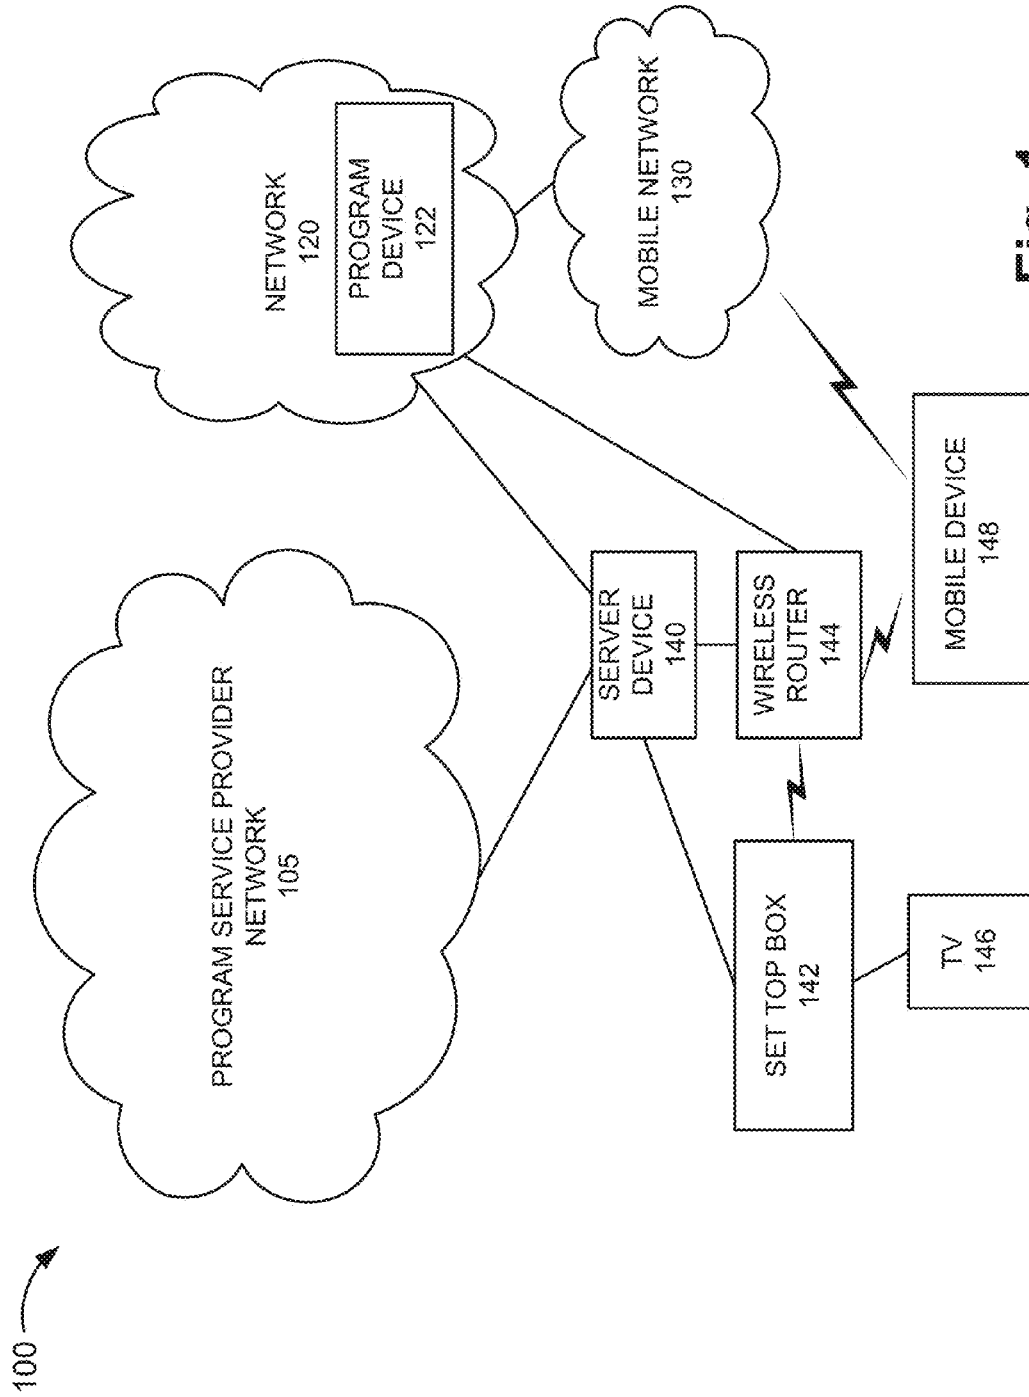 100
PROGRAM SERVICE PROVIDER
NETWORK
105
NETWORK
120
PROGRAM
DEVICE
122
MOBILE NETWORK
130
SERVER
DEVICE
140
WIRELESS
ROUTER
144
SET TOP BOX
142
TV
146
MOBILE DEVICE
148